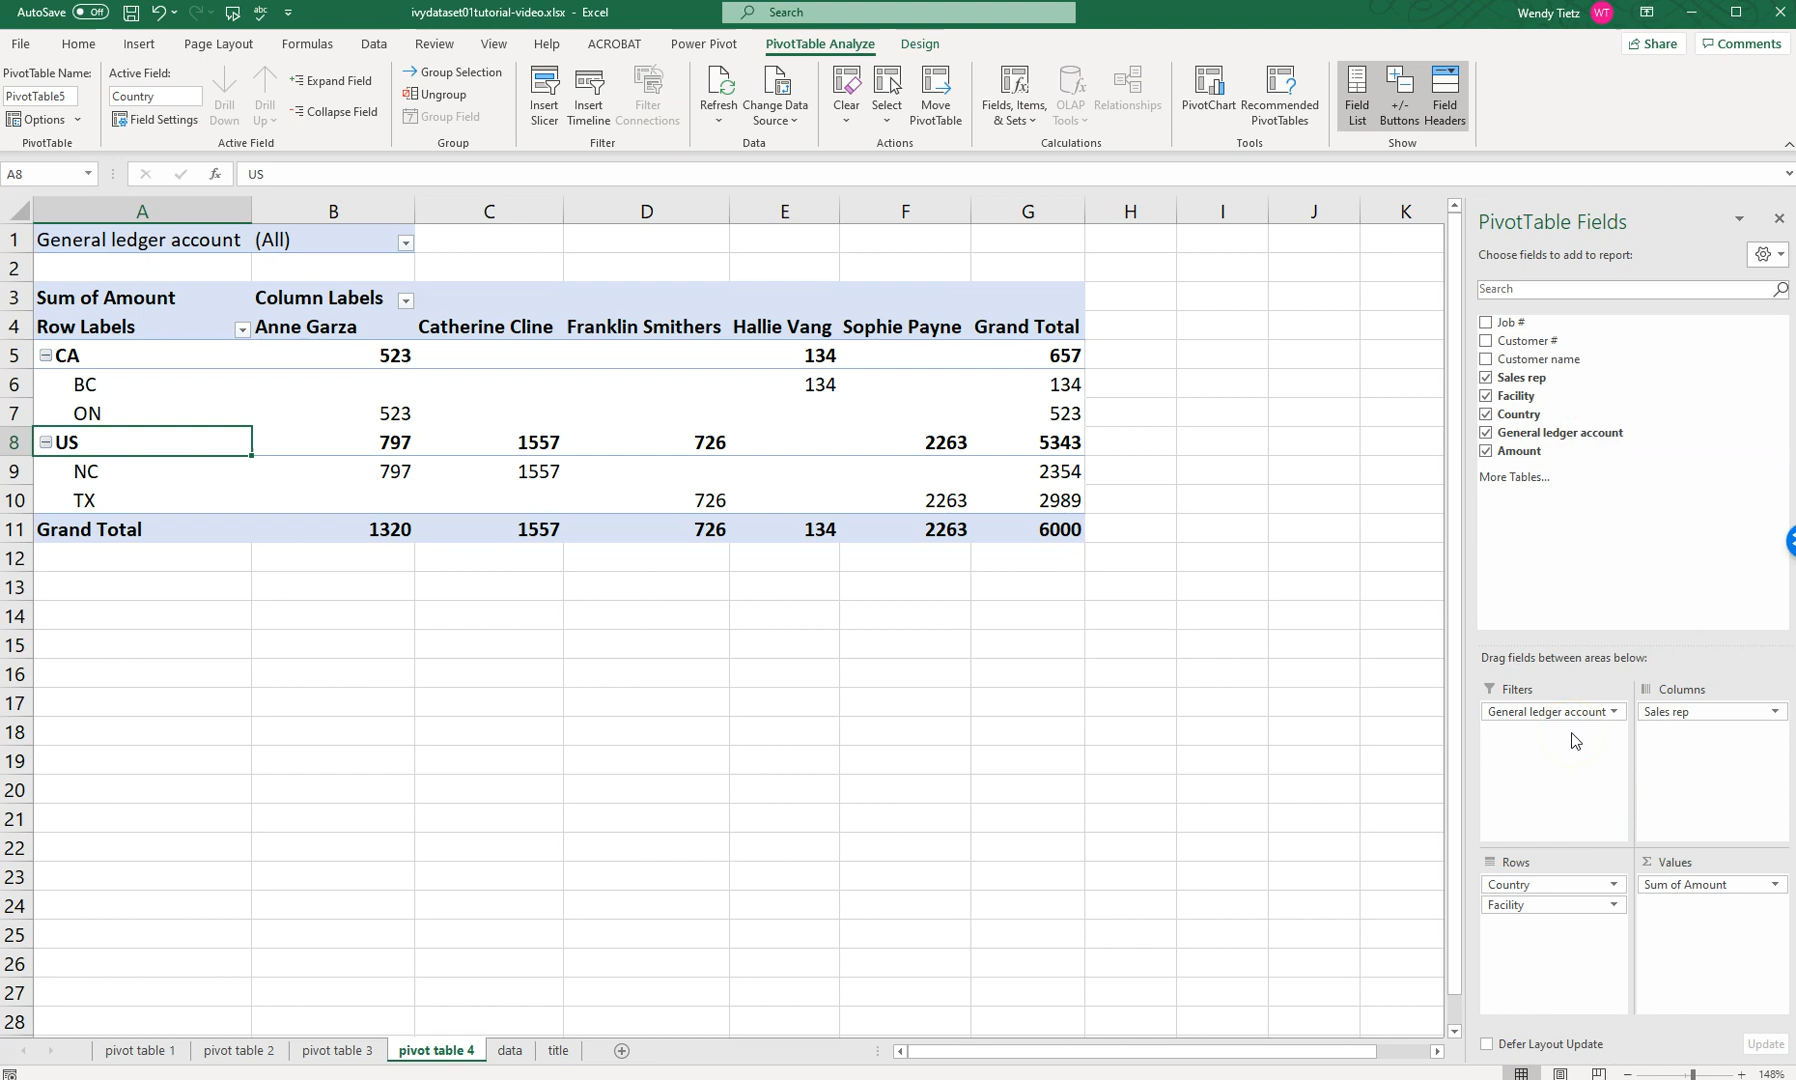 AutoSave Off ivydataset01tutorial-video.xlsx - Excel Search Wendy Tietz WT
File Home Insert Page Layout Formulas Data Review View Help ACROBAT Power Pivot PivotTable Analyze Design Share Comments
PivotTable Name:
PivotTable5
Options
PivotTable
Active Field:
Country
Field Settings
Drill Down
Drill Up
Expand Field
Collapse Field
Active Field
Group Selection
Ungroup
Group Field
Group
Insert Slicer
Insert Timeline
Filter Connections
Filter
Refresh
Change Data Source
Data
Clear
Select
Move PivotTable
Actions
Fields, Items, & Sets
OLAP Tools
Relationships
Calculations
PivotChart
Recommended PivotTables
Tools
Field List
+/- Buttons
Field Headers
Show
A8 fx US
A B C D E F G H I J K
1 General ledger account (All)
2
3 Sum of Amount Column Labels
4 Row Labels Anne Garza Catherine Cline Franklin Smithers Hallie Vang Sophie Payne Grand Total
5 CA 523 134 657
6 BC 134 134
7 ON 523 523
8 US 797 1557 726 2263 5343
9 NC 797 1557 2354
10 TX 726 2263 2989
11 Grand Total 1320 1557 726 134 2263 6000
12
13
14
15
16
17
18
19
20
21
22
23
24
25
26
27
28
pivot table 1 pivot table 2 pivot table 3 pivot table 4 data title
PivotTable Fields
Choose fields to add to report:
Search
Job #
Customer #
Customer name
Sales rep
Facility
Country
General ledger account
Amount
More Tables...
Drag fields between areas below:
Filters
General ledger account
Columns
Sales rep
Rows
Country
Facility
Σ Values
Sum of Amount
Defer Layout Update Update
148%